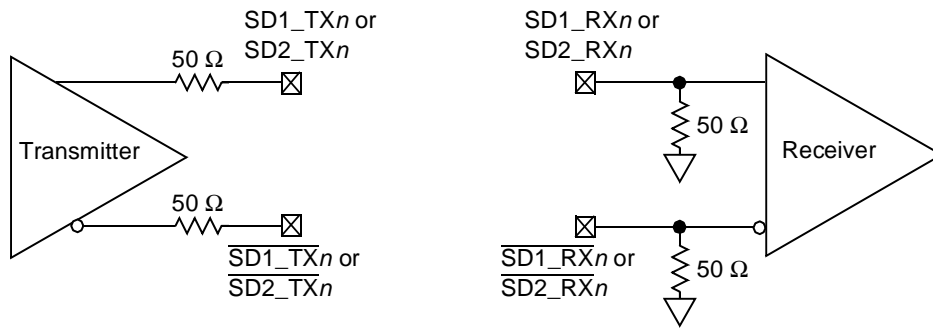 SD1_TXn or
SD2_TXn
50 Ω
Transmitter
50 Ω
SD1_TXn or
SD2_TXn
SD1_RXn or
SD2_RXn
50 Ω
Receiver
SD1_RXn or
SD2_RXn
50 Ω